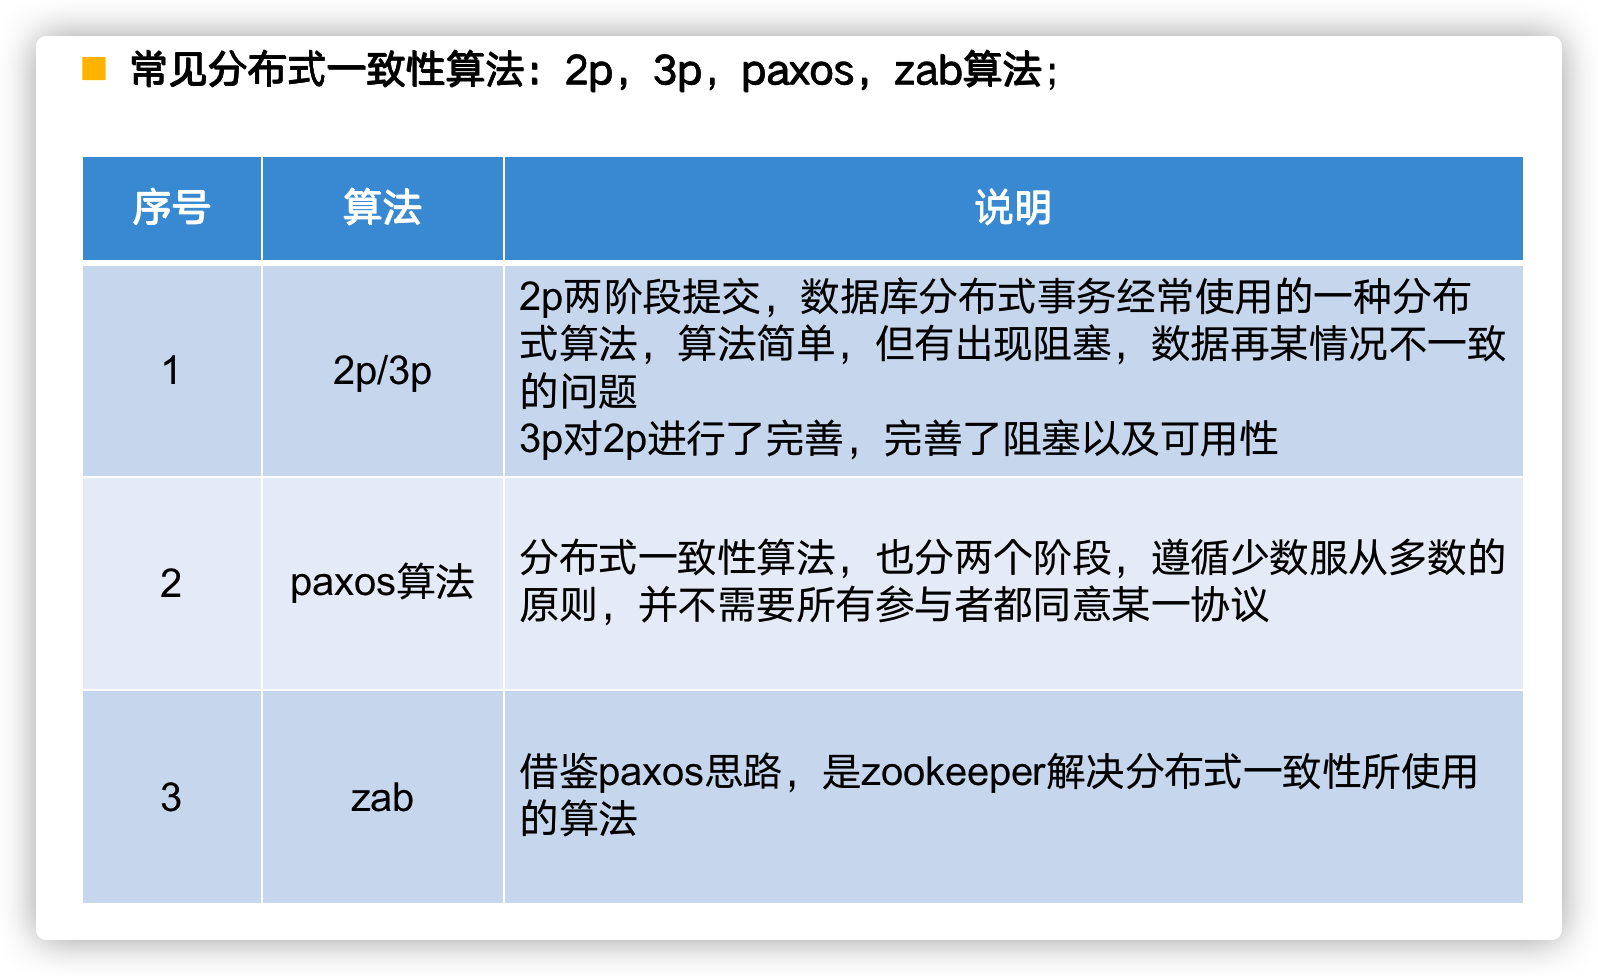 常见分布式一致性算法：2p，3p，paxos，zab算法；
序号 算法 说明
1 2p/3p
2p两阶段提交，数据库分布式事务经常使用的一种分布
式算法，算法简单，但有出现阻塞，数据再某情况不一致
的问题
3p对2p进行了完善，完善了阻塞以及可用性
2 paxos算法
分布式一致性算法，也分两个阶段，遵循少数服从多数的
原则，并不需要所有参与者都同意某一协议
3 zab
借鉴paxos思路，是zookeeper解决分布式一致性所使用
的算法